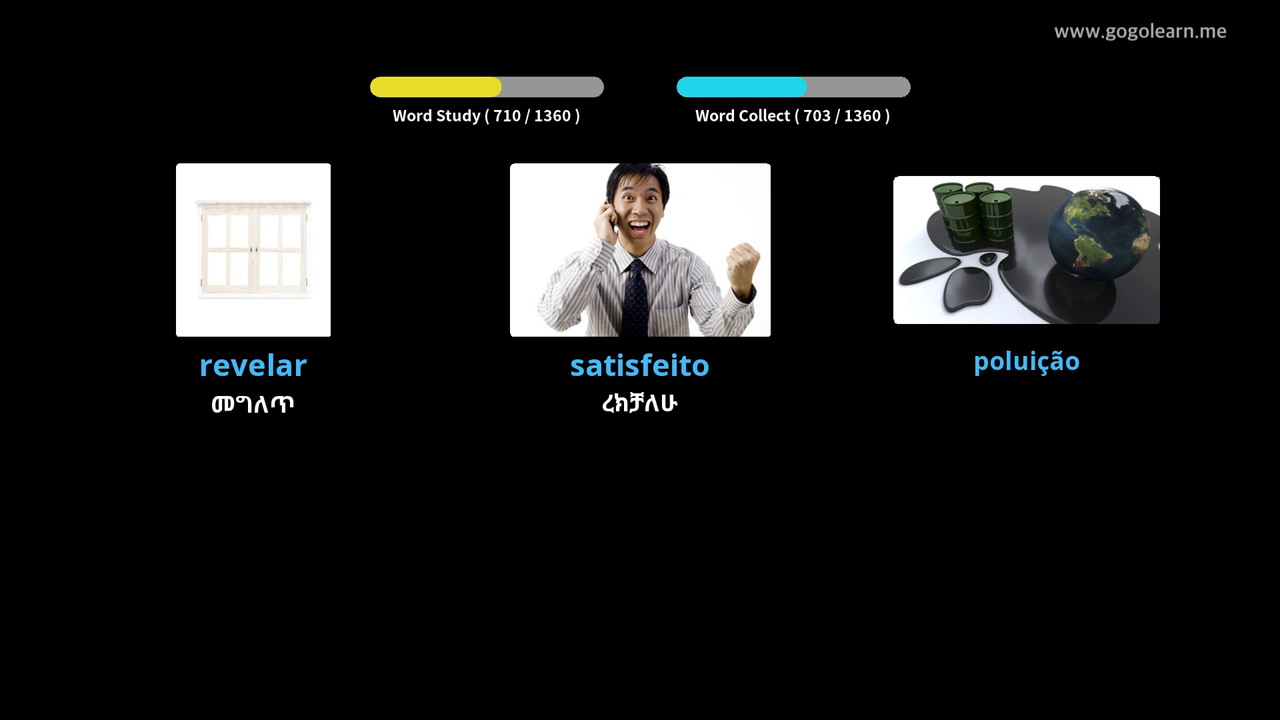 www.gogolearn.me
Word Study ( 710 / 1360 )
Word Collect ( 703 / 1360 )
revelar
መግለጥ
satisfeito
ረክቻለሁ
poluição